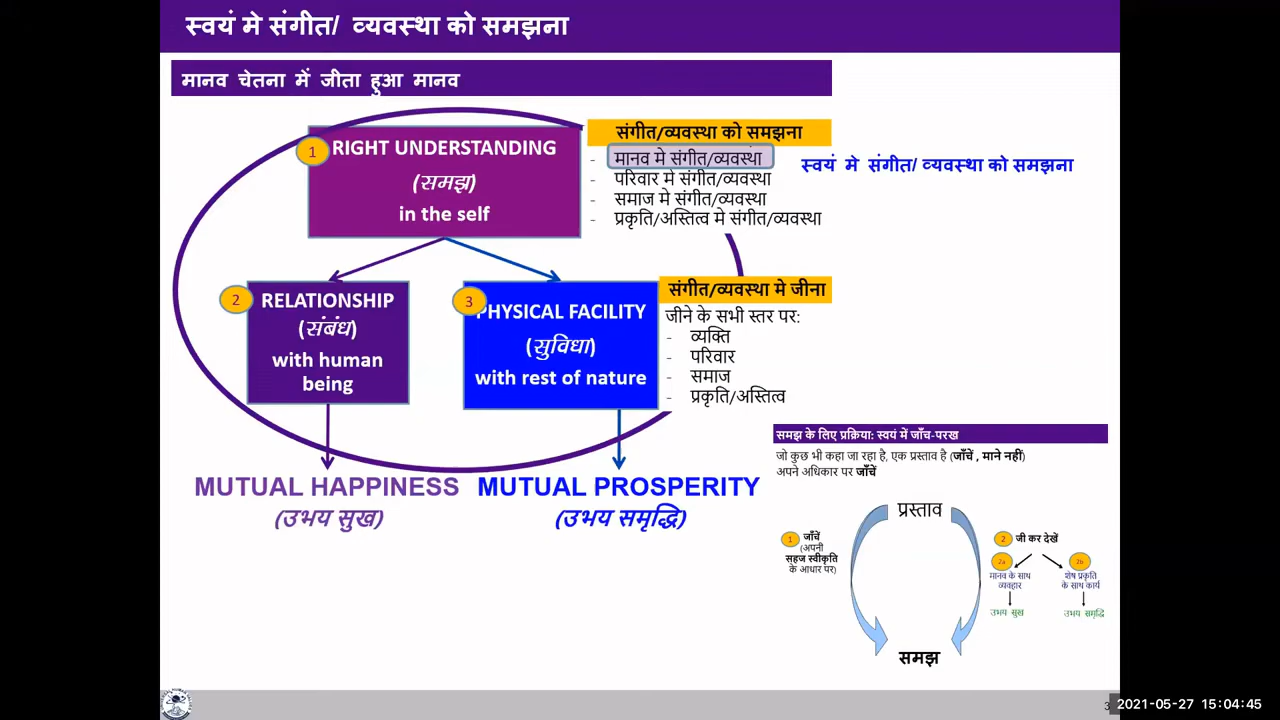 स्वयं मे संगीत/ व्यवस्था को समझना
मानव चेतना में जीता हुआ मानव
1
RIGHT UNDERSTANDING
(समझ)
in the self
संगीत/व्यवस्था को समझना
- मानव मे संगीत/व्यवस्था
- परिवार मे संगीत/व्यवस्था
- समाज मे संगीत/व्यवस्था
- प्रकृति/अस्तित्व मे संगीत/व्यवस्था
स्वयं मे संगीत/ व्यवस्था को समझना
2
RELATIONSHIP
(संबंध)
with human
being
3
PHYSICAL FACILITY
(सुविधा)
with rest of nature
संगीत/व्यवस्था मे जीना
जीने के सभी स्तर पर:
- व्यक्ति
- परिवार
- समाज
- प्रकृति/अस्तित्व
MUTUAL HAPPINESS
(उभय सुख)
MUTUAL PROSPERITY
(उभय समृद्धि)
समझ के लिए प्रक्रिया: स्वयं में जाँच-परख
जो कुछ भी कहा जा रहा है, एक प्रस्ताव है (जाँचें , माने नहीं)
अपने अधिकार पर जाँचें
प्रस्ताव
1 जाँचें
(अपनी
सहज स्वीकृति
के आधार पर)
2 जी कर देखें
2a
मानव के साथ
व्यवहार
उभय सुख
2b
शेष प्रकृति
के साथ कार्य
उभय समृद्धि
समझ
3
2021-05-27 15:04:45